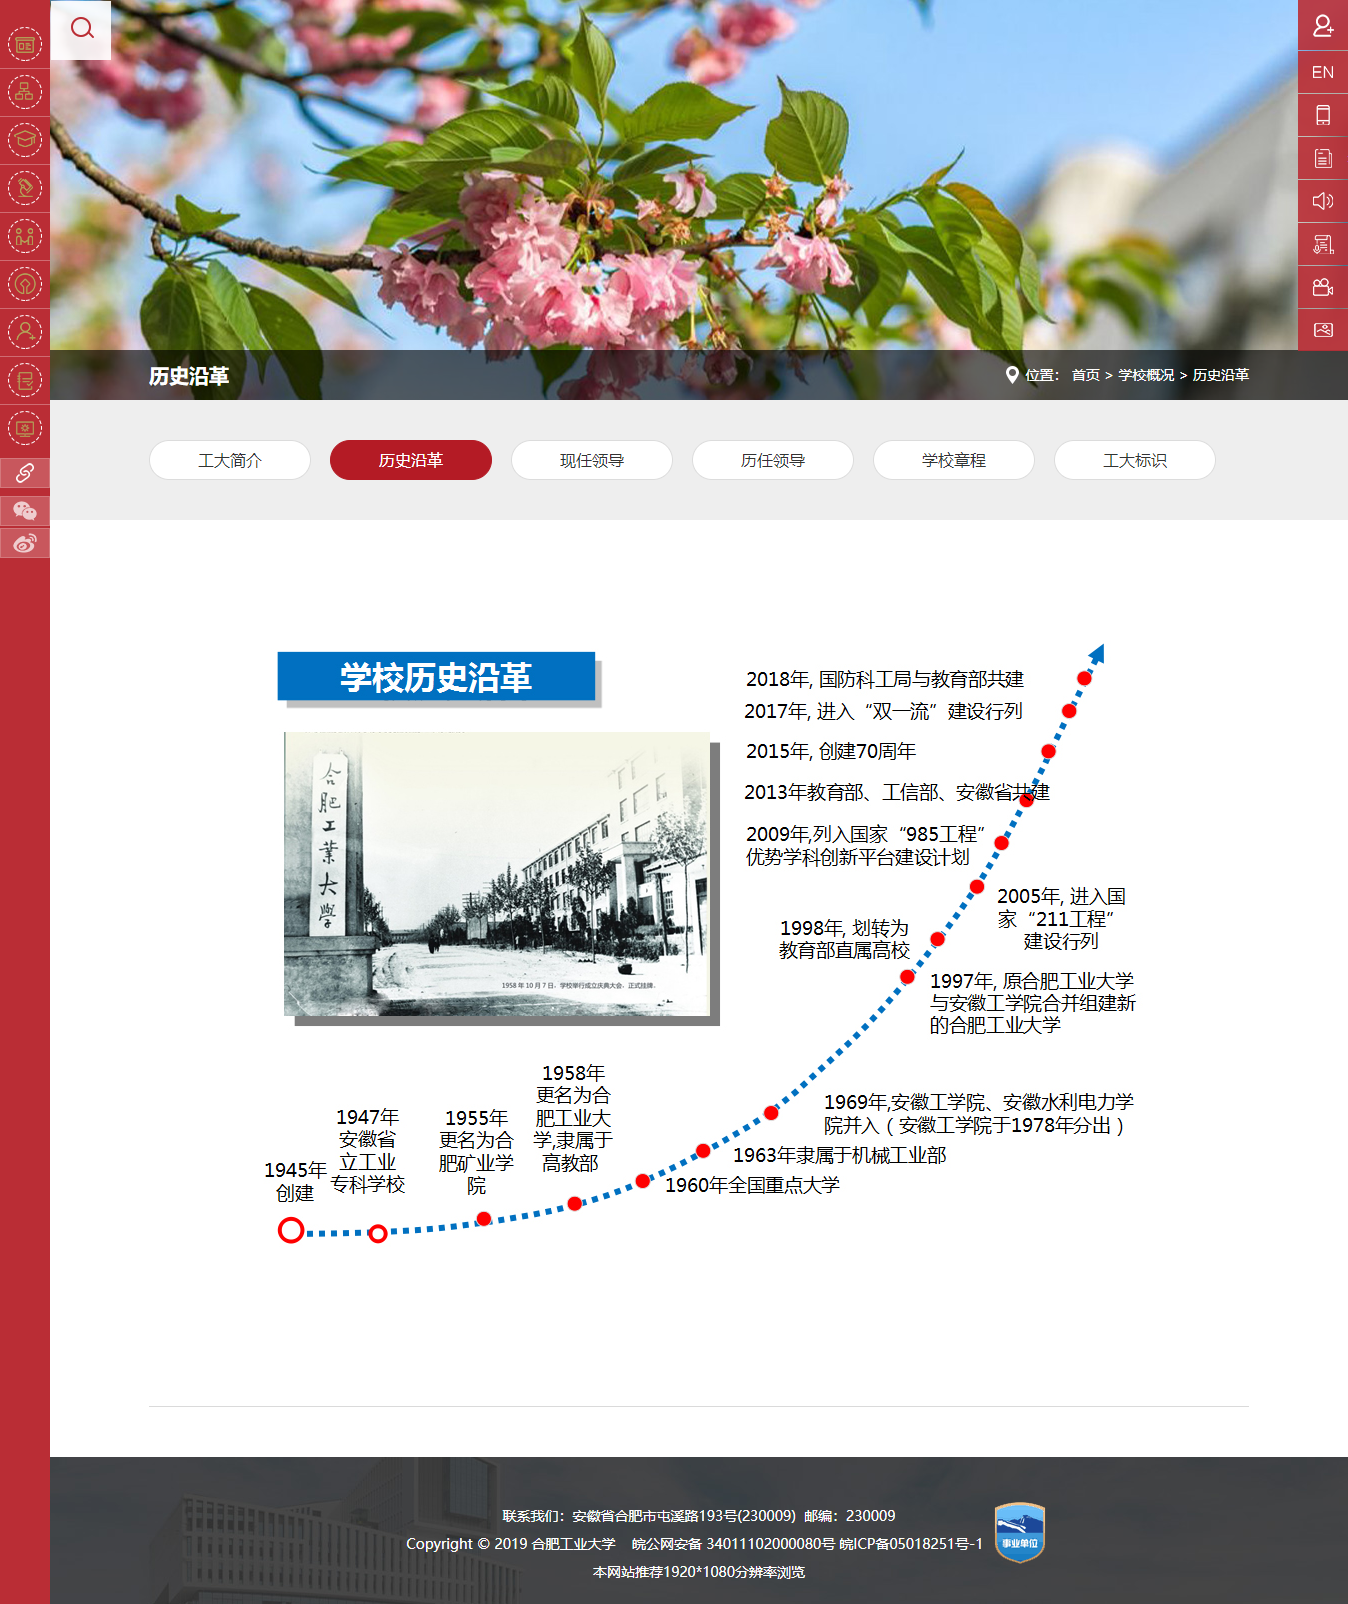 EN
历史沿革
位置： 首页 > 学校概况 > 历史沿革
工大简介
历史沿革
现任领导
历任领导
学校章程
工大标识
学校历史沿革
合肥工業大學
1958 年 10 月 7 日，学校举行成立庆典大会，正式挂牌。
2018年, 国防科工局与教育部共建
2017年, 进入“双一流”建设行列
2015年, 创建70周年
2013年教育部、工信部、安徽省共建
2009年,列入国家“985工程”
优势学科创新平台建设计划
2005年, 进入国
家“211工程”
建设行列
1998年, 划转为
教育部直属高校
1997年, 原合肥工业大学
与安徽工学院合并组建新
的合肥工业大学
1969年,安徽工学院、安徽水利电力学
院并入（安徽工学院于1978年分出）
1963年隶属于机械工业部
1960年全国重点大学
1958年
更名为合
肥工业大
学,隶属于
高教部
1955年
更名为合
肥矿业学
院
1947年
安徽省
立工业
专科学校
1945年
创建
联系我们：安徽省合肥市屯溪路193号(230009) 邮编：230009
Copyright © 2019 合肥工业大学 皖公网安备 34011102000080号 皖ICP备05018251号-1
本网站推荐1920*1080分辨率浏览
事业单位